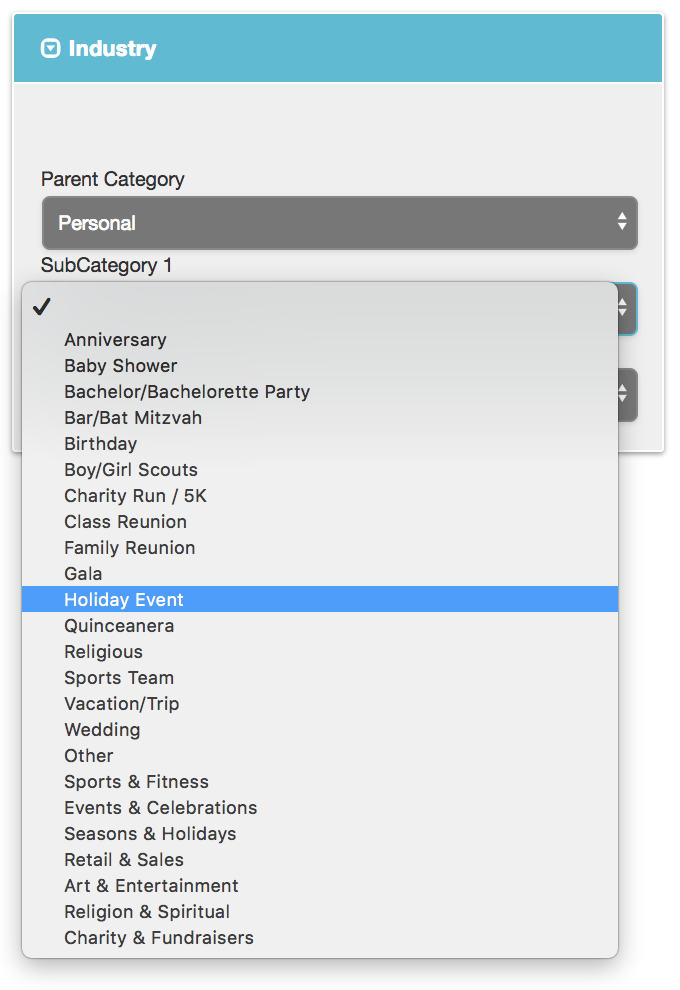 Industry
Parent Category
Personal
SubCategory 1
Anniversary
Baby Shower
Bachelor/Bachelorette Party
Bar/Bat Mitzvah
Birthday
Boy/Girl Scouts
Charity Run / 5K
Class Reunion
Family Reunion
Gala
Holiday Event
Quinceanera
Religious
Sports Team
Vacation/Trip
Wedding
Other
Sports & Fitness
Events & Celebrations
Seasons & Holidays
Retail & Sales
Art & Entertainment
Religion & Spiritual
Charity & Fundraisers